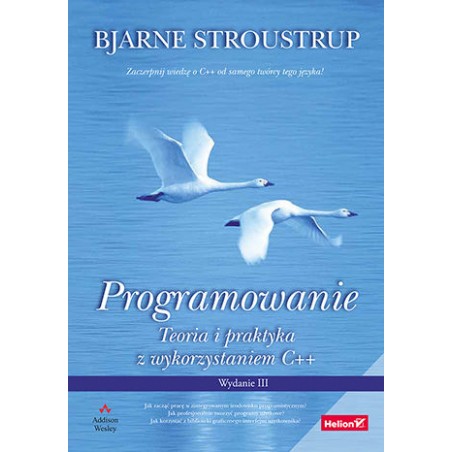 BJARNE STROUSTRUP
Zaczerpnij wiedzę o C++ od samego twórcy tego języka!
Programowanie
Teoria i praktyka
z wykorzystaniem C++
Wydanie III
Jak zacząć pracę w zintegrowanym środowisku programistycznym?
Jak profesjonalnie tworzyć programy
Jak korzystać z biblioteki graficznego interfejsu użytkownika?
Addison
Wesley
Helion